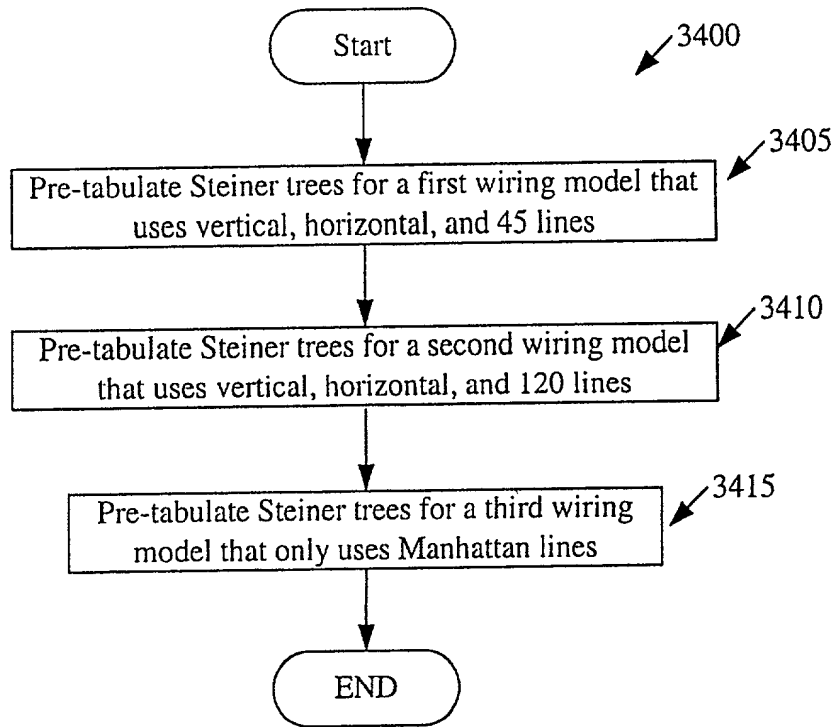 Start
3400
3405
Pre-tabulate Steiner trees for a first wiring model that
uses vertical, horizontal, and 45 lines
3410
Pre-tabulate Steiner trees for a second wiring model
that uses vertical, horizontal, and 120 lines
3415
Pre-tabulate Steiner trees for a third wiring
model that only uses Manhattan lines
END